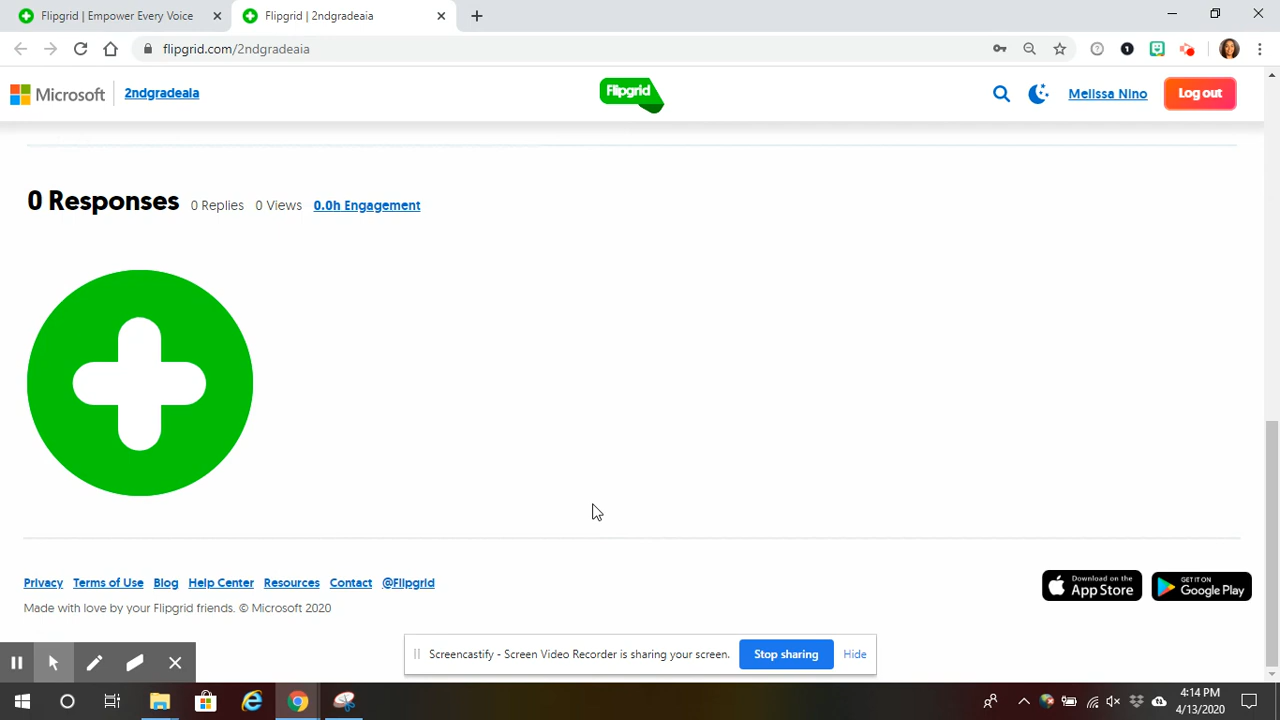 Flipgrid | Empower Every Voice
Flipgrid | 2ndgradeaia
flipgrid.com/2ndgradeaia
Microsoft
2ndgradeaia
Flipgrid
Melissa Nino
Log out
0 Responses 0 Replies 0 Views 0.0h Engagement
Privacy Terms of Use Blog Help Center Resources Contact @Flipgrid
Made with love by your Flipgrid friends. © Microsoft 2020
Download on the
App Store
GET IT ON
Google Play
Screencastify - Screen Video Recorder is sharing your screen.
Stop sharing
Hide
4:14 PM
4/13/2020